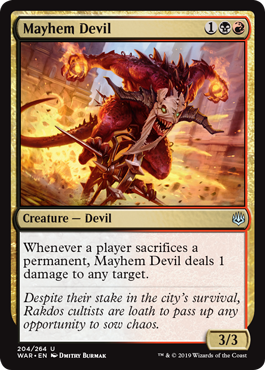 Mayhem Devil 1
Creature — Devil
Whenever a player sacrifices a
permanent, Mayhem Devil deals 1
damage to any target.
Despite their stake in the city's survival,
Rakdos cultists are loath to pass up any
opportunity to sow chaos.
3/3
204/264 U
WAR • EN DMITRY BURMAK ™ & © 2019 Wizards of the Coast